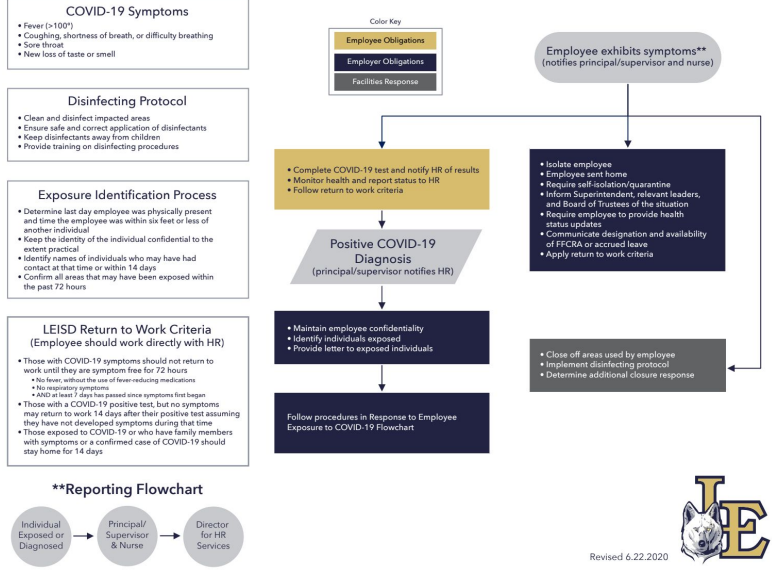 COVID-19 Symptoms
• Fever (>100°)
• Coughing, shortness of breath, or difficulty breathing
• Sore throat
• New loss of taste or smell
Disinfecting Protocol
• Clean and disinfect impacted areas
• Ensure safe and correct application of disinfectants
• Keep disinfectants away from children
• Provide training on disinfecting procedures
Exposure Identification Process
• Determine last day employee was physically present
and time the employee was within six feet or less of
another individual
• Keep the identity of the individual confidential to the
extent practical
• Identify names of individuals who may have had
contact at that time or within 14 days
• Confirm all areas that may have been exposed within
the past 72 hours
LEISD Return to Work Criteria
(Employee should work directly with HR)
• Those with COVID-19 symptoms should not return to
work until they are symptom free for 72 hours
• No fever, without the use of fever-reducing medications
• No respiratory symptoms
• AND at least 7 days has passed since symptoms first began
• Those with a COVID-19 positive test, but no symptoms
may return to work 14 days after their positive test assuming
they have not developed symptoms during that time
• Those exposed to COVID-19 or who have family members
with symptoms or a confirmed case of COVID-19 should
stay home for 14 days
**Reporting Flowchart
Individual
Exposed or
Diagnosed
Principal/
Supervisor
& Nurse
Director
for HR
Services
Color Key
Employee Obligations
Employer Obligations
Facilities Response
Employee exhibits symptoms**
(notifies principal/supervisor and nurse)
• Complete COVID-19 test and notify HR of results
• Monitor health and report status to HR
• Follow return to work criteria
Positive COVID-19
Diagnosis
(principal/supervisor notifies HR)
• Maintain employee confidentiality
• Identify individuals exposed
• Provide letter to exposed individuals
Follow procedures in Response to Employee
Exposure to COVID-19 Flowchart
• Isolate employee
• Employee sent home
• Require self-isolation/quarantine
• Inform Superintendent, relevant leaders,
and Board of Trustees of the situation
• Require employee to provide health
status updates
• Communicate designation and availability
of FFCRA or accrued leave
• Apply return to work criteria
• Close off areas used by employee
• Implement disinfecting protocol
• Determine additional closure response
Revised 6.22.2020
LE